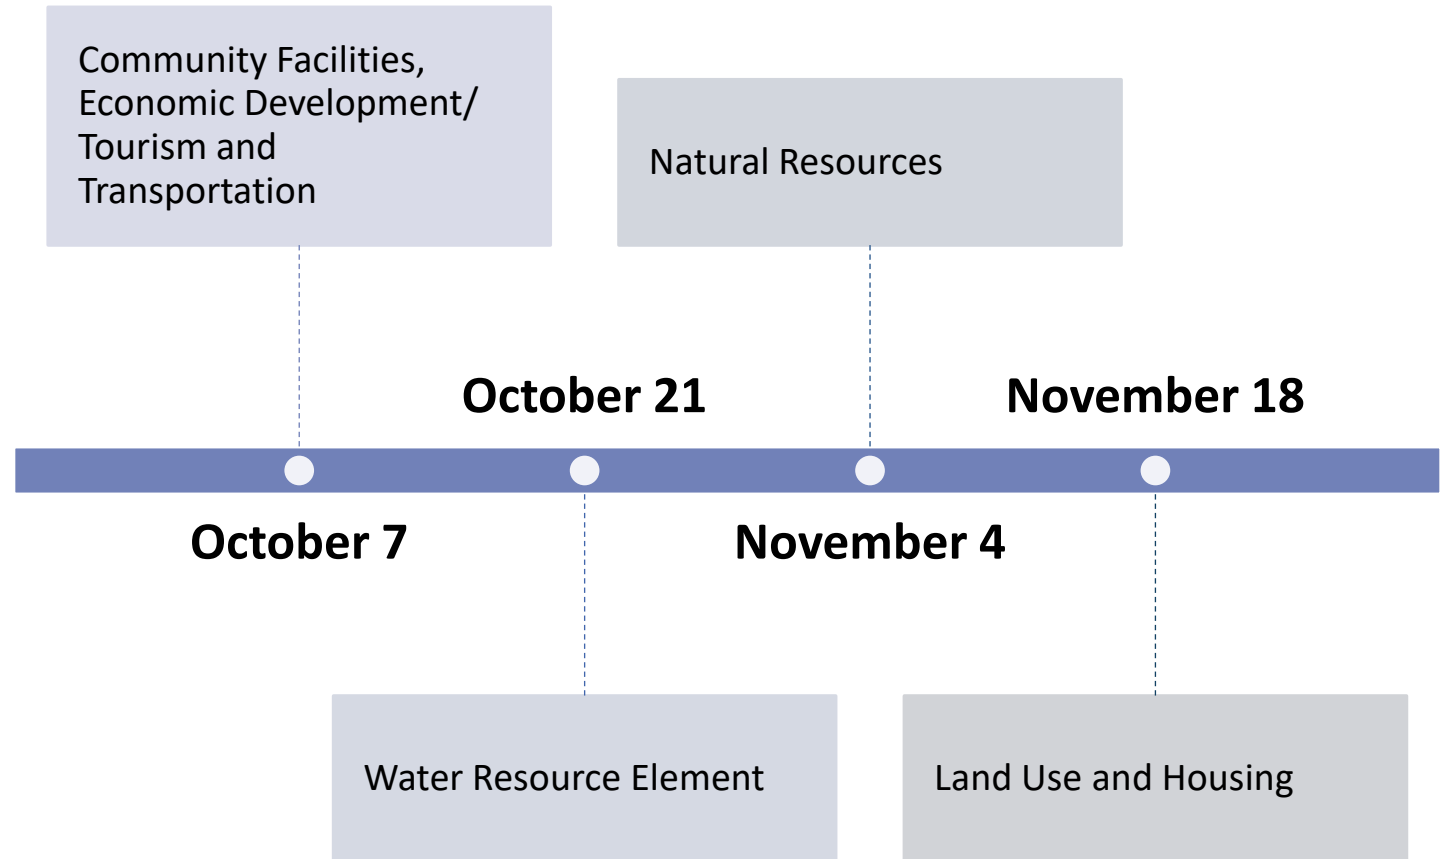 Community Facilities,
Economic Development/
Tourism and
Transportation
Natural Resources
October 21
November 18
October 7
November 4
Water Resource Element
Land Use and Housing